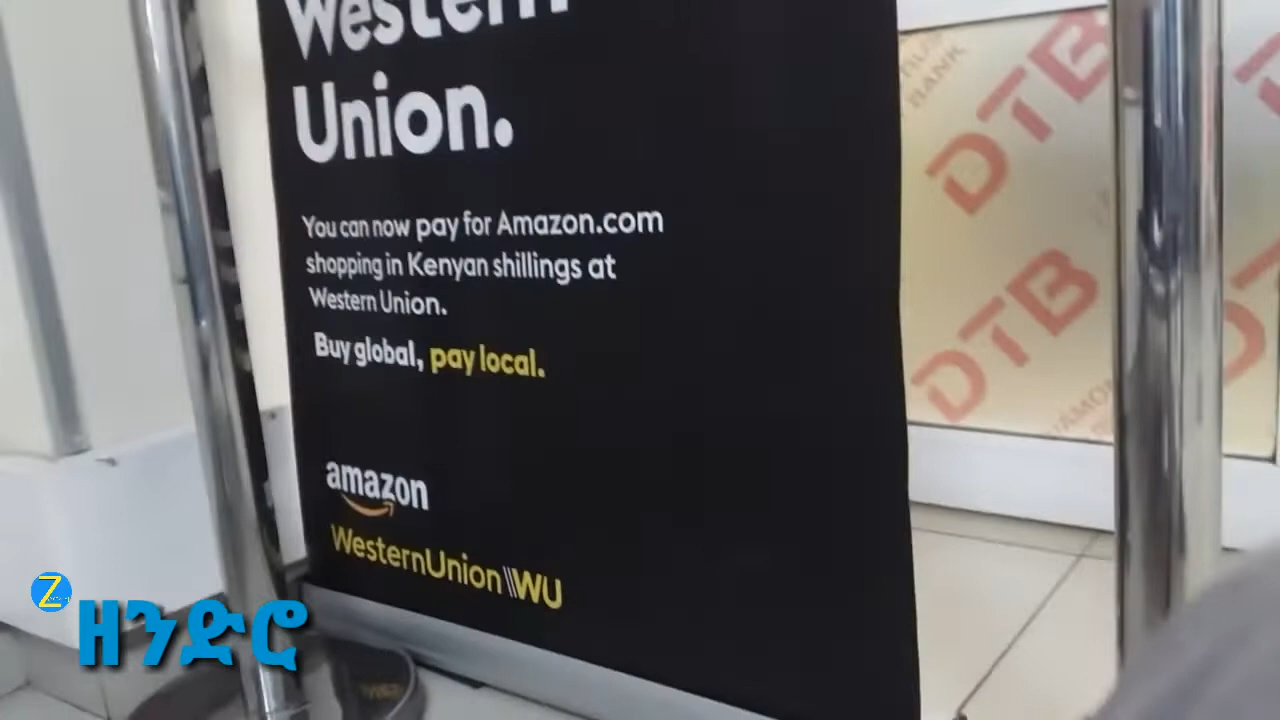 Western
Union.
You can now pay for Amazon.com
shopping in Kenyan shillings at
Western Union.
Buy global, pay local.
amazon
WesternUnion WU
BANK
DTB
DTB
Z
ዘንድሮ